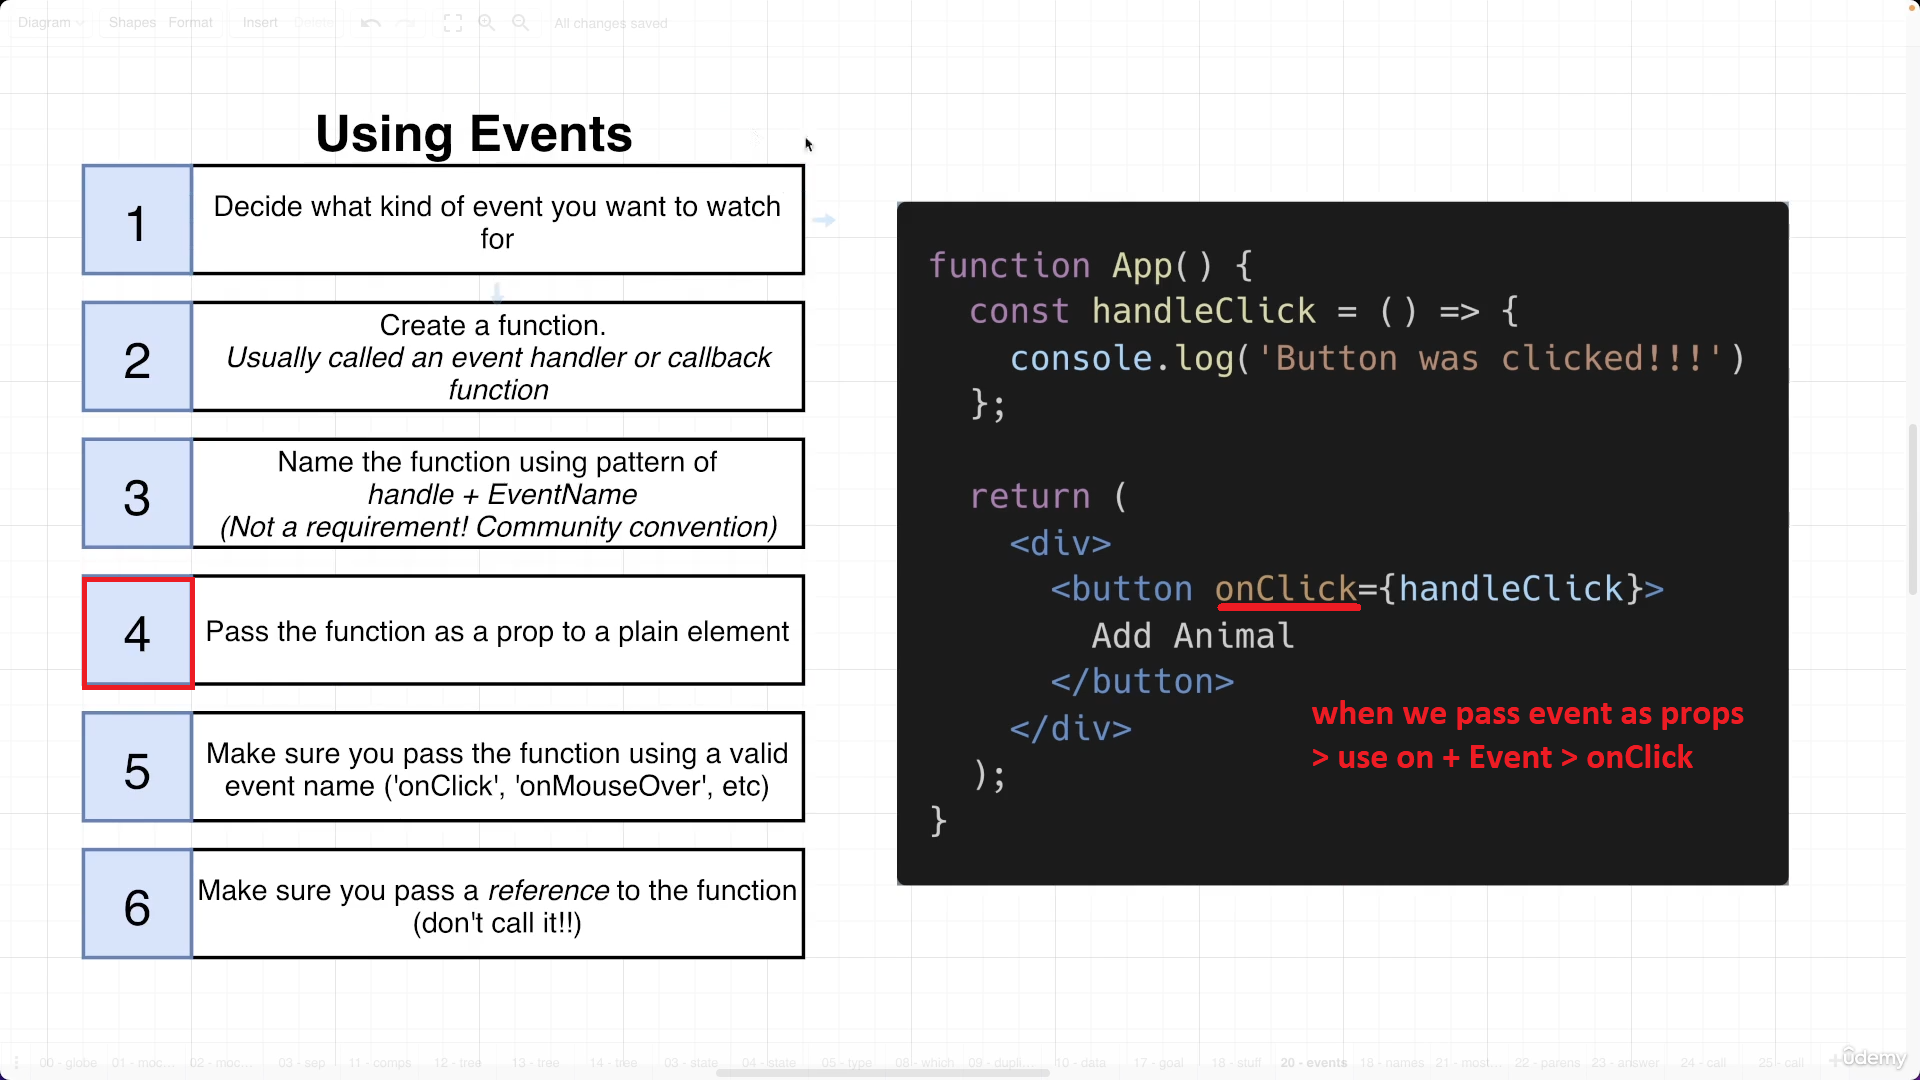 Diagram Shapes Format Insert Delete All changes saved
Using Events
1
Decide what kind of event you want to watch
for
2
Create a function.
Usually called an event handler or callback
function
3
Name the function using pattern of
handle + EventName
(Not a requirement! Community convention)
4
Pass the function as a prop to a plain element
5
Make sure you pass the function using a valid
event name ('onClick', 'onMouseOver', etc)
6
Make sure you pass a reference to the function
(don't call it!!)
function App() {
const handleClick = () => {
console.log('Button was clicked!!!')
};
return (
<div>
<button onClick={handleClick}>
Add Animal
</button>
</div>
);
}
when we pass event as props
> use on + Event > onClick
00 - globe 01 - moc... 02 - moc... 03 - sep 11 - comps 12 - tree 13 - tree 14 - tree 03 - state 04 - state 05 - type 08 - which 09 - dupli... 10 - data 17 - goal 18 - stuff 20 - events 18 - names 21 - most... 22 - parens 23 - answer 24 - call 25 - call
ûdemy